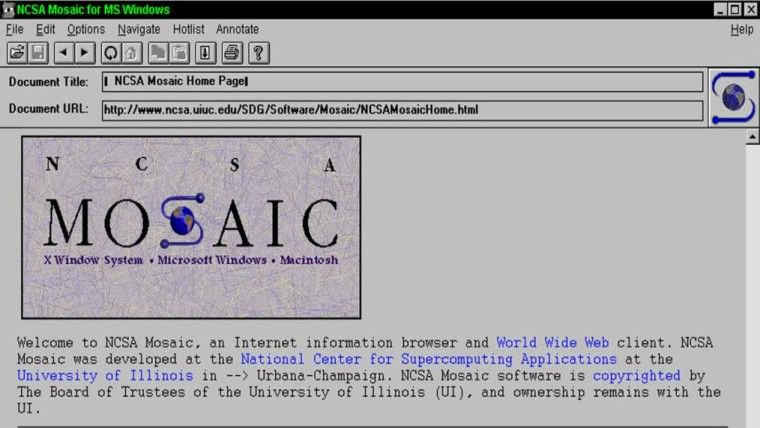 NCSA Mosaic for MS Windows
File Edit Options Navigate Hotlist Annotate Help
Document Title: NCSA Mosaic Home Page
Document URL: http://www.ncsa.uiuc.edu/SDG/Software/Mosaic/NCSAMosaicHome.html
N C S A
MOSAIC
X Window System • Microsoft Windows • Macintosh
Welcome to NCSA Mosaic, an Internet information browser and World Wide Web client. NCSA
Mosaic was developed at the National Center for Supercomputing Applications at the
University of Illinois in --> Urbana-Champaign. NCSA Mosaic software is copyrighted by
The Board of Trustees of the University of Illinois (UI), and ownership remains with the
UI.